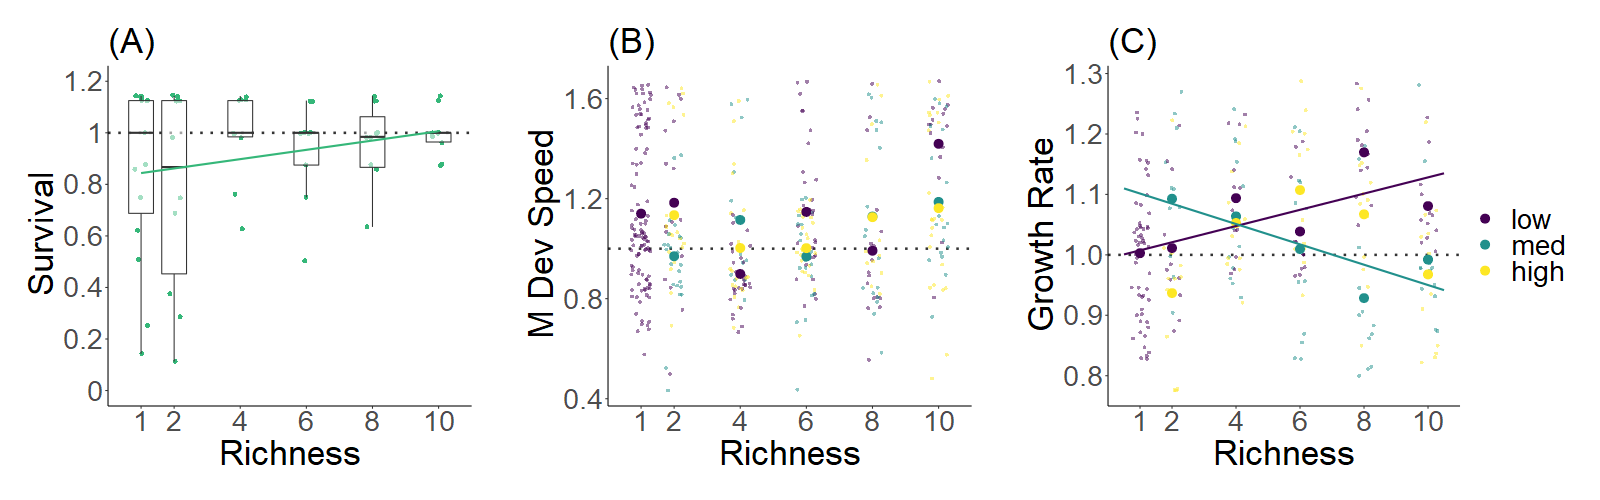 (A)
Survival
1.2
1
0.8
0.6
0.4
0.2
0
1 2 4 6 8 10
Richness
(B)
M Dev Speed
1.6
1.2
0.8
0.4
1 2 4 6 8 10
Richness
(C)
Growth Rate
1.3
1.2
1.1
1.0
0.9
0.8
1 2 4 6 8 10
Richness
low
med
high